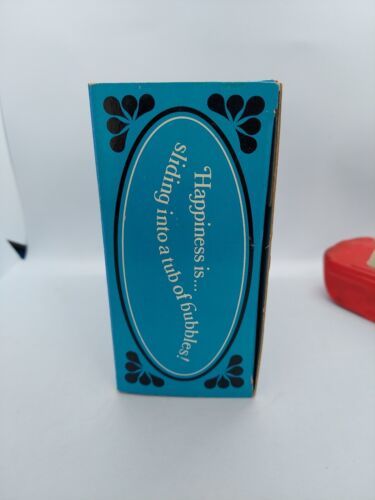 Happiness is...
sliding into a tub of bubbles!